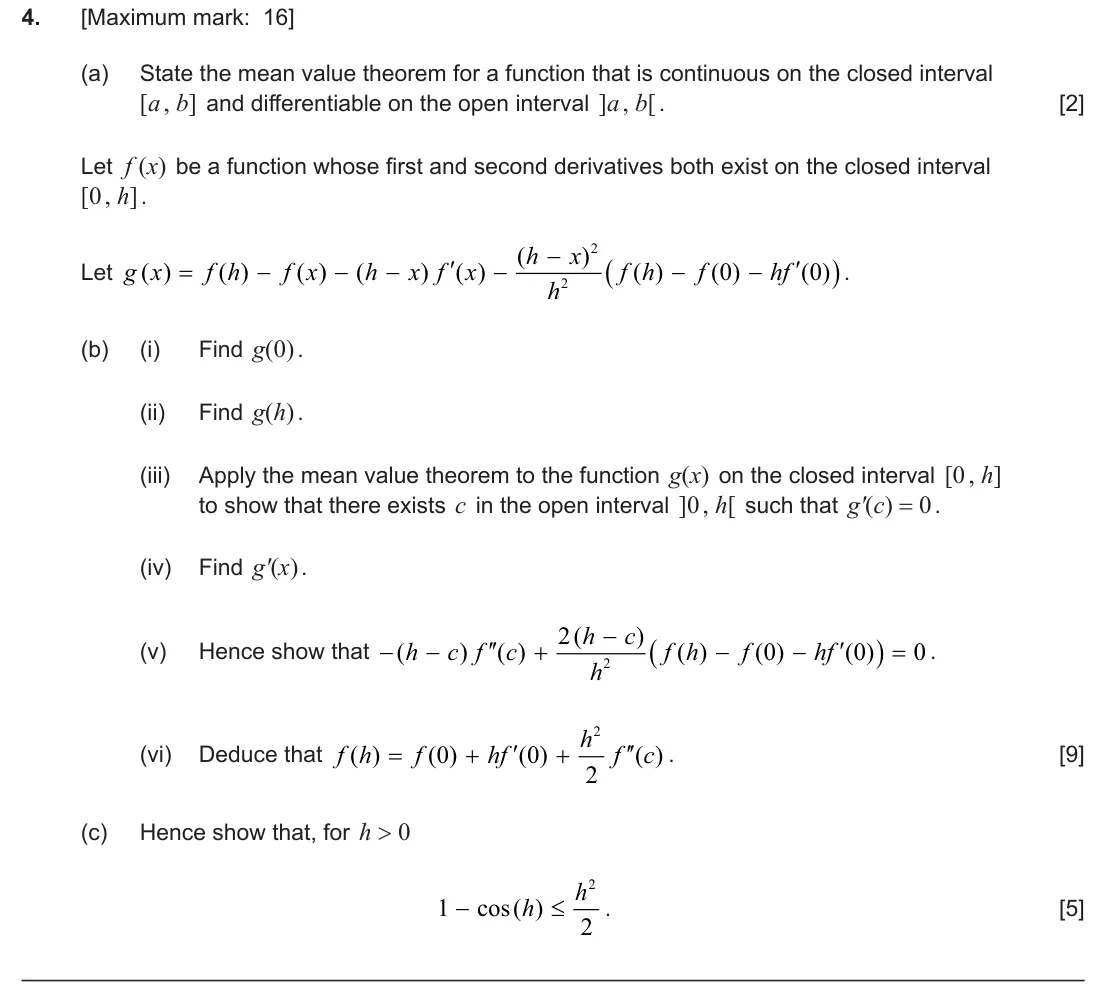 4. [Maximum mark: 16]
(a) State the mean value theorem for a function that is continuous on the closed interval
[a, b] and differentiable on the open interval ]a, b[. [2]
Let f(x) be a function whose first and second derivatives both exist on the closed interval
[0, h].
Let g(x) = f(h) − f(x) − (h − x) f′(x) − (h − x)²/h² (f(h) − f(0) − hf′(0)).
(b) (i) Find g(0).
(ii) Find g(h).
(iii) Apply the mean value theorem to the function g(x) on the closed interval [0, h]
to show that there exists c in the open interval ]0, h[ such that g′(c) = 0.
(iv) Find g′(x).
(v) Hence show that −(h − c) f″(c) + 2(h − c)/h² (f(h) − f(0) − hf′(0)) = 0.
(vi) Deduce that f(h) = f(0) + hf′(0) + h²/2 f″(c). [9]
(c) Hence show that, for h > 0
1 − cos(h) ≤ h²/2. [5]